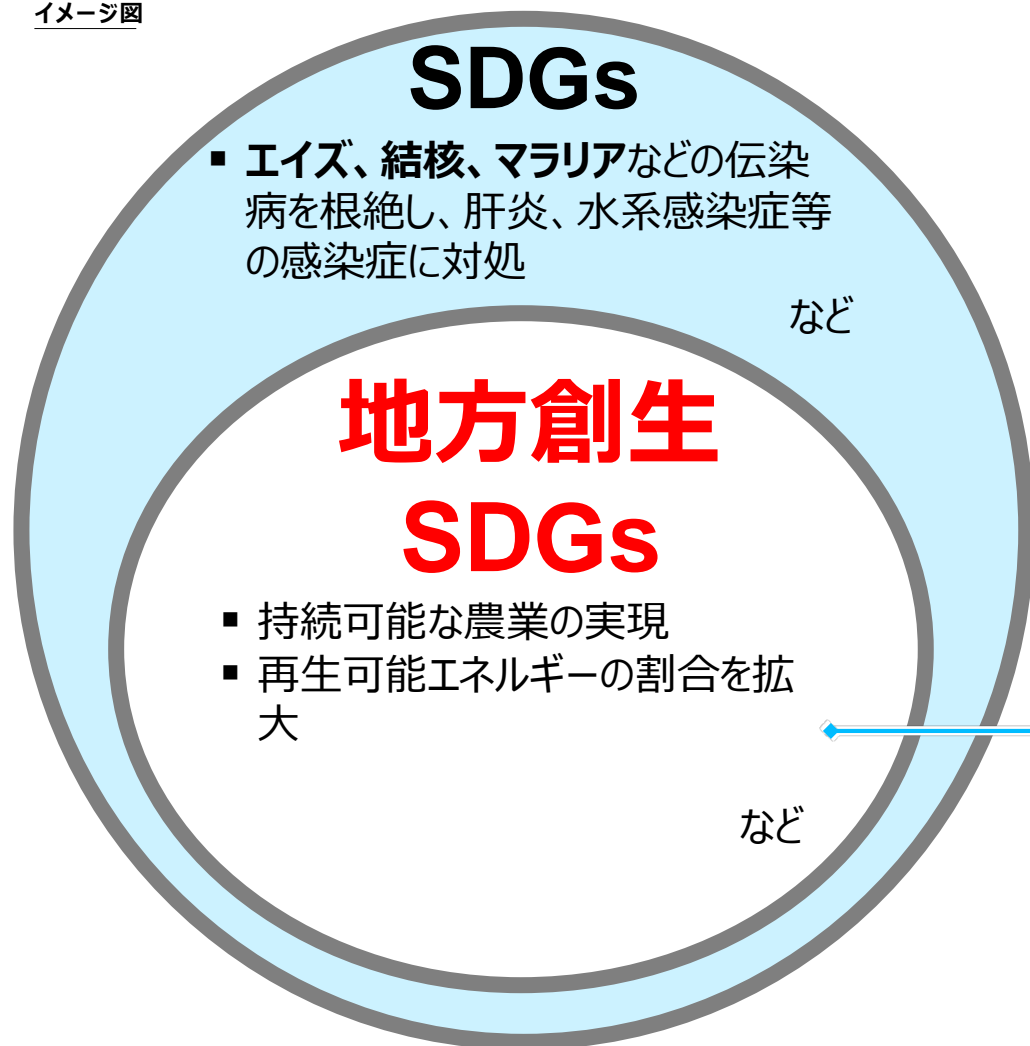 イメージ図
SDGs
▪ エイズ、結核、マラリアなどの伝染
病を根絶し、肝炎、水系感染症等
の感染症に対処
など
地方創生
SDGs
▪ 持続可能な農業の実現
▪ 再生可能エネルギーの割合を拡
大
など